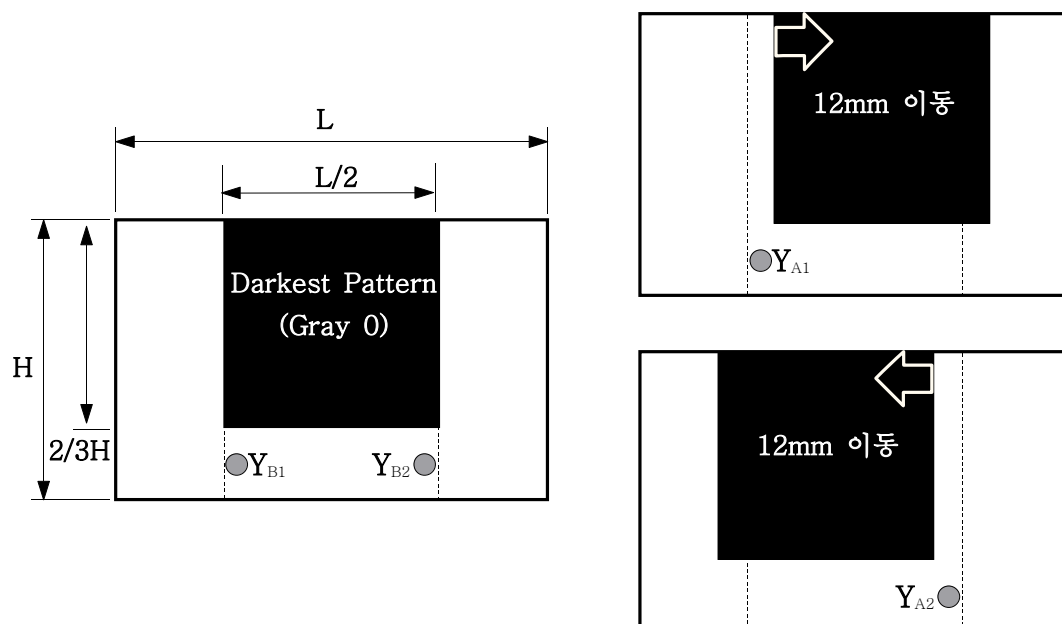 L
L/2
Darkest Pattern
(Gray 0)
H
2/3H
Y_B1
Y_B2
12mm 이동
Y_A1
12mm 이동
Y_A2